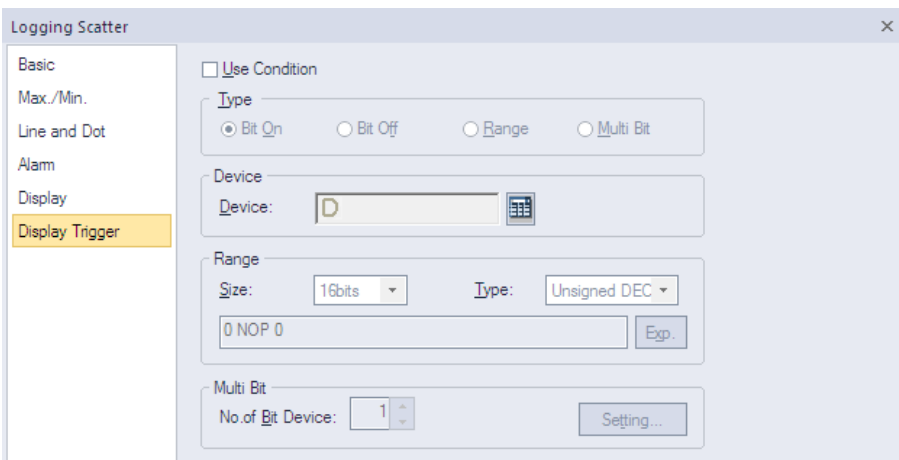 Logging Scatter
Basic
Max./Min.
Line and Dot
Alarm
Display
Display Trigger
Use Condition
Type
Bit On Bit Off Range Multi Bit
Device
Device: D
Range
Size: 16bits Type: Unsigned DEC
0 NOP 0 Exp.
Multi Bit
No.of Bit Device: 1 Setting...